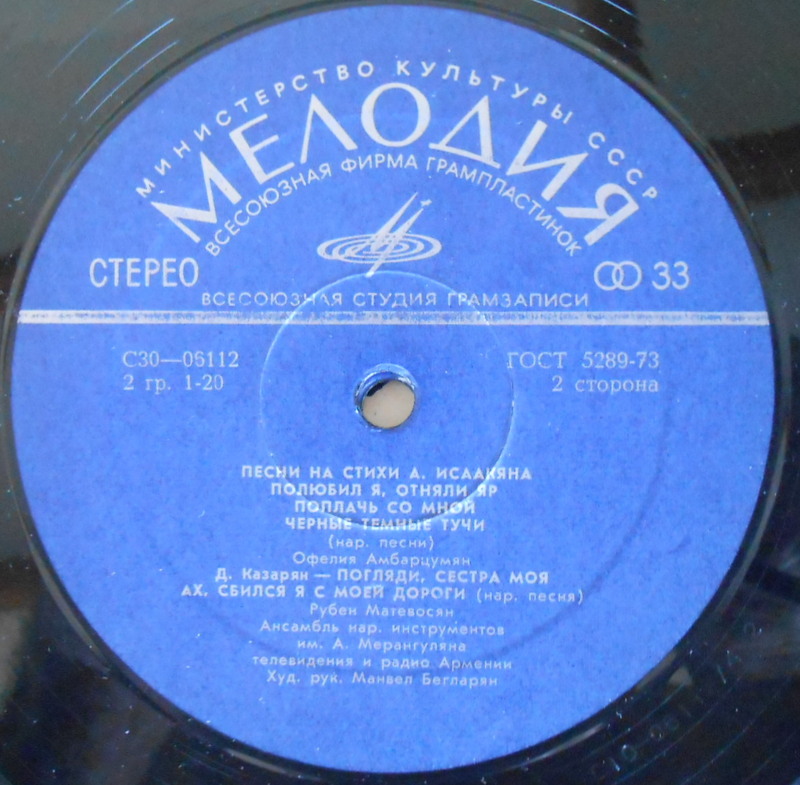 МИНИСТЕРСТВО КУЛЬТУРЫ СССР
МЕЛОДИЯ
ВСЕСОЮЗНАЯ ФИРМА ГРАМПЛАСТИНОК
СТЕРЕО
33
ВСЕСОЮЗНАЯ СТУДИЯ ГРАМЗАПИСИ
С30—06112
ГОСТ 5289-73
2 гр. 1-20
2 сторона
ПЕСНИ НА СТИХИ А. ИСААКЯНА
ПОЛЮБИЛ Я, ОТНЯЛИ ЯР
ПОПЛАЧЬ СО МНОЙ
ЧЕРНЫЕ ТЕМНЫЕ ТУЧИ
(нар. песни)
Офелия Амбарцумян
Д. Казарян — ПОГЛЯДИ, СЕСТРА МОЯ
АХ, СБИЛСЯ Я С МОЕЙ ДОРОГИ (нар. песня)
Рубен Матевосян
Ансамбль нар. инструментов
им. А. Мерангуляна
телевидения и радио Армении
Худ. рук. Манвел Бегларян